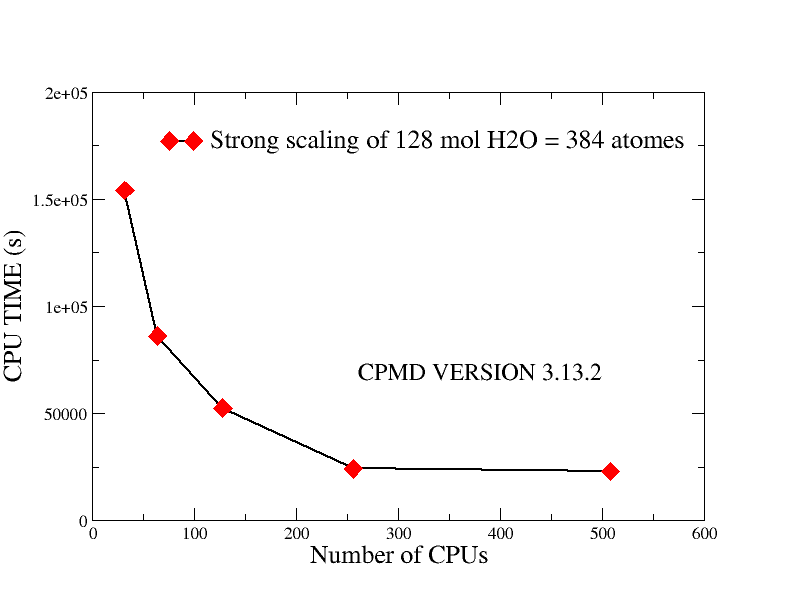 2e+05
Strong scaling of 128 mol H2O = 384 atomes
1.5e+05
CPU TIME (s)
1e+05
CPMD VERSION 3.13.2
50000
0
0 100 200 300 400 500 600
Number of CPUs